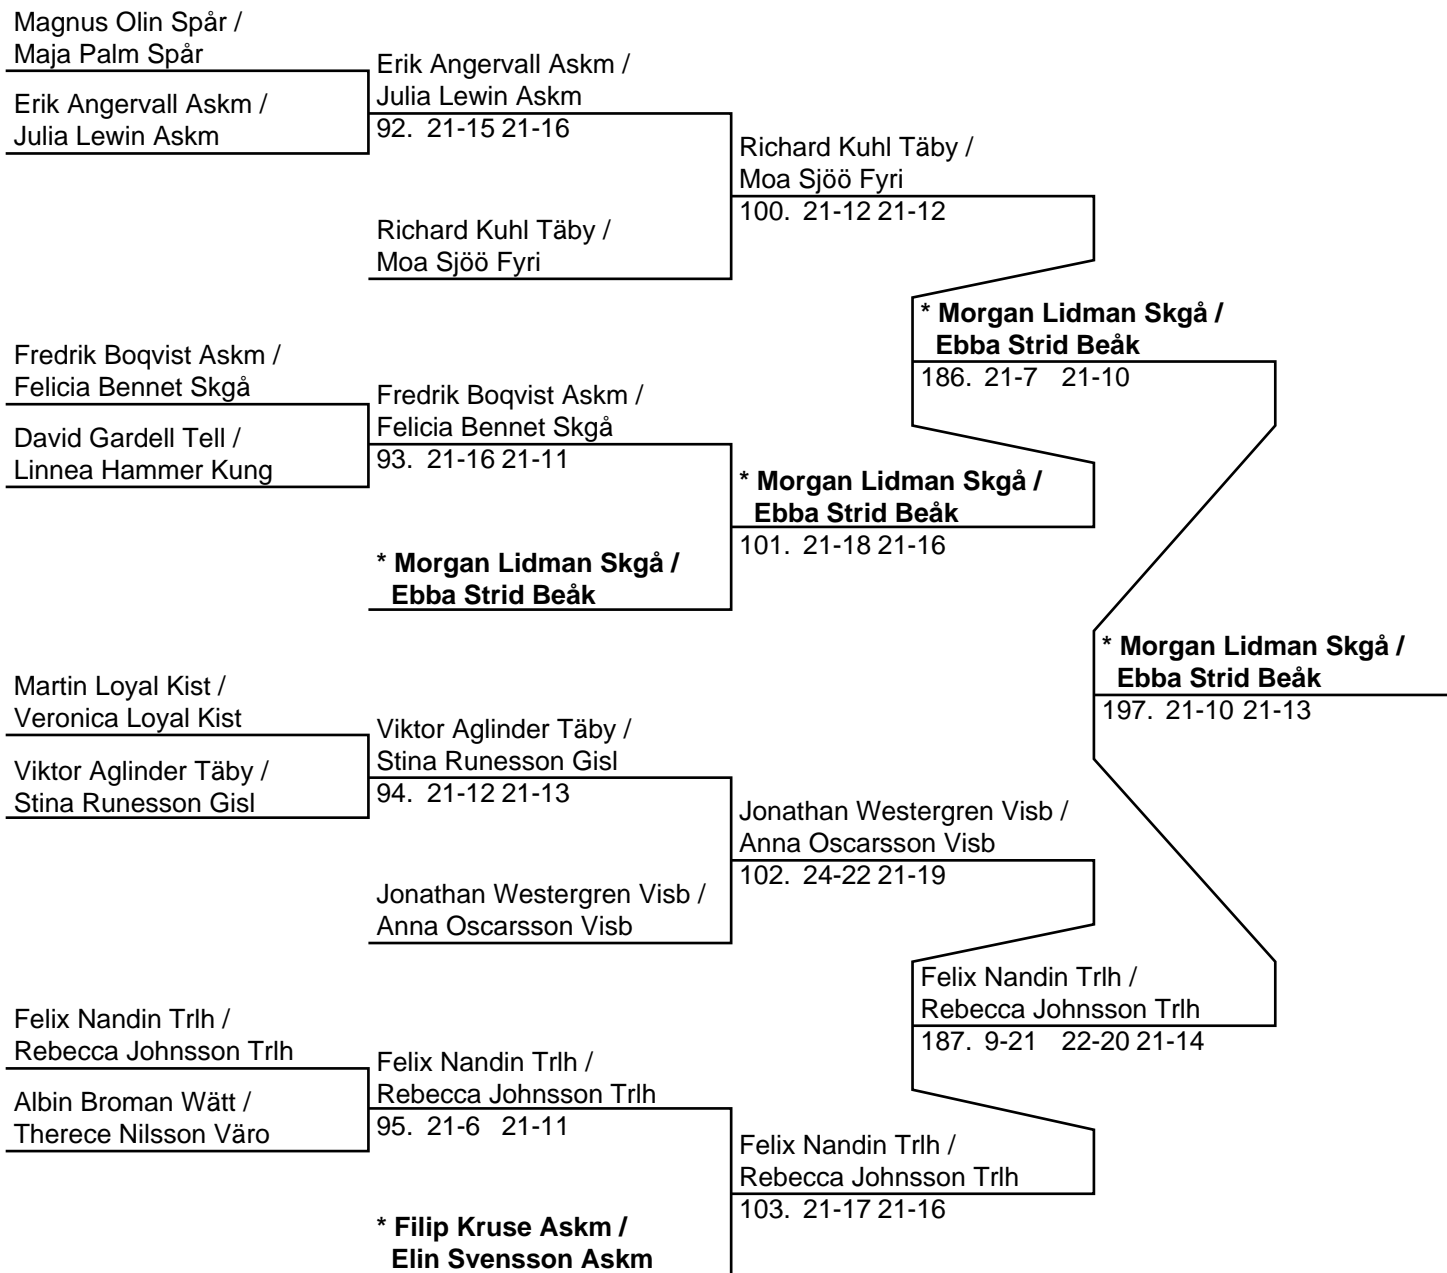 Magnus Olin Spår /
Maja Palm Spår
Erik Angervall Askm /
Julia Lewin Askm
Erik Angervall Askm /
Julia Lewin Askm
92. 21-15 21-16
Richard Kuhl Täby /
Moa Sjöö Fyri
Richard Kuhl Täby /
Moa Sjöö Fyri
100. 21-12 21-12
Fredrik Boqvist Askm /
Felicia Bennet Skgå
David Gardell Tell /
Linnea Hammer Kung
Fredrik Boqvist Askm /
Felicia Bennet Skgå
93. 21-16 21-11
* Morgan Lidman Skgå /
Ebba Strid Beåk
* Morgan Lidman Skgå /
Ebba Strid Beåk
101. 21-18 21-16
* Morgan Lidman Skgå /
Ebba Strid Beåk
186. 21-7 21-10
Martin Loyal Kist /
Veronica Loyal Kist
Viktor Aglinder Täby /
Stina Runesson Gisl
Viktor Aglinder Täby /
Stina Runesson Gisl
94. 21-12 21-13
Jonathan Westergren Visb /
Anna Oscarsson Visb
Jonathan Westergren Visb /
Anna Oscarsson Visb
102. 24-22 21-19
Felix Nandin Trlh /
Rebecca Johnsson Trlh
Albin Broman Wätt /
Therece Nilsson Väro
Felix Nandin Trlh /
Rebecca Johnsson Trlh
95. 21-6 21-11
* Filip Kruse Askm /
Elin Svensson Askm
Felix Nandin Trlh /
Rebecca Johnsson Trlh
103. 21-17 21-16
Felix Nandin Trlh /
Rebecca Johnsson Trlh
187. 9-21 22-20 21-14
* Morgan Lidman Skgå /
Ebba Strid Beåk
197. 21-10 21-13